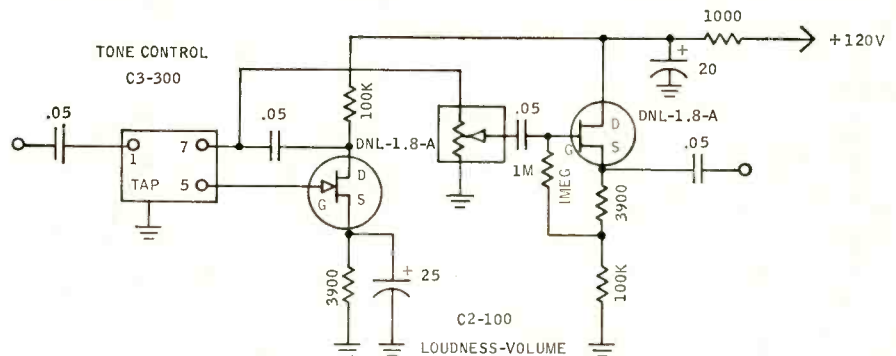 1000
+120V
TONE CONTROL
C3-300
+
20
100K
.05
.05
.05
DNL-1.8-A
DNL-1.8-A
D
S
G
.05
1
7
TAP
5
D
G
S
1M
1MEG
3900
+
25
3900
100K
C2-100
LOUDNESS-VOLUME